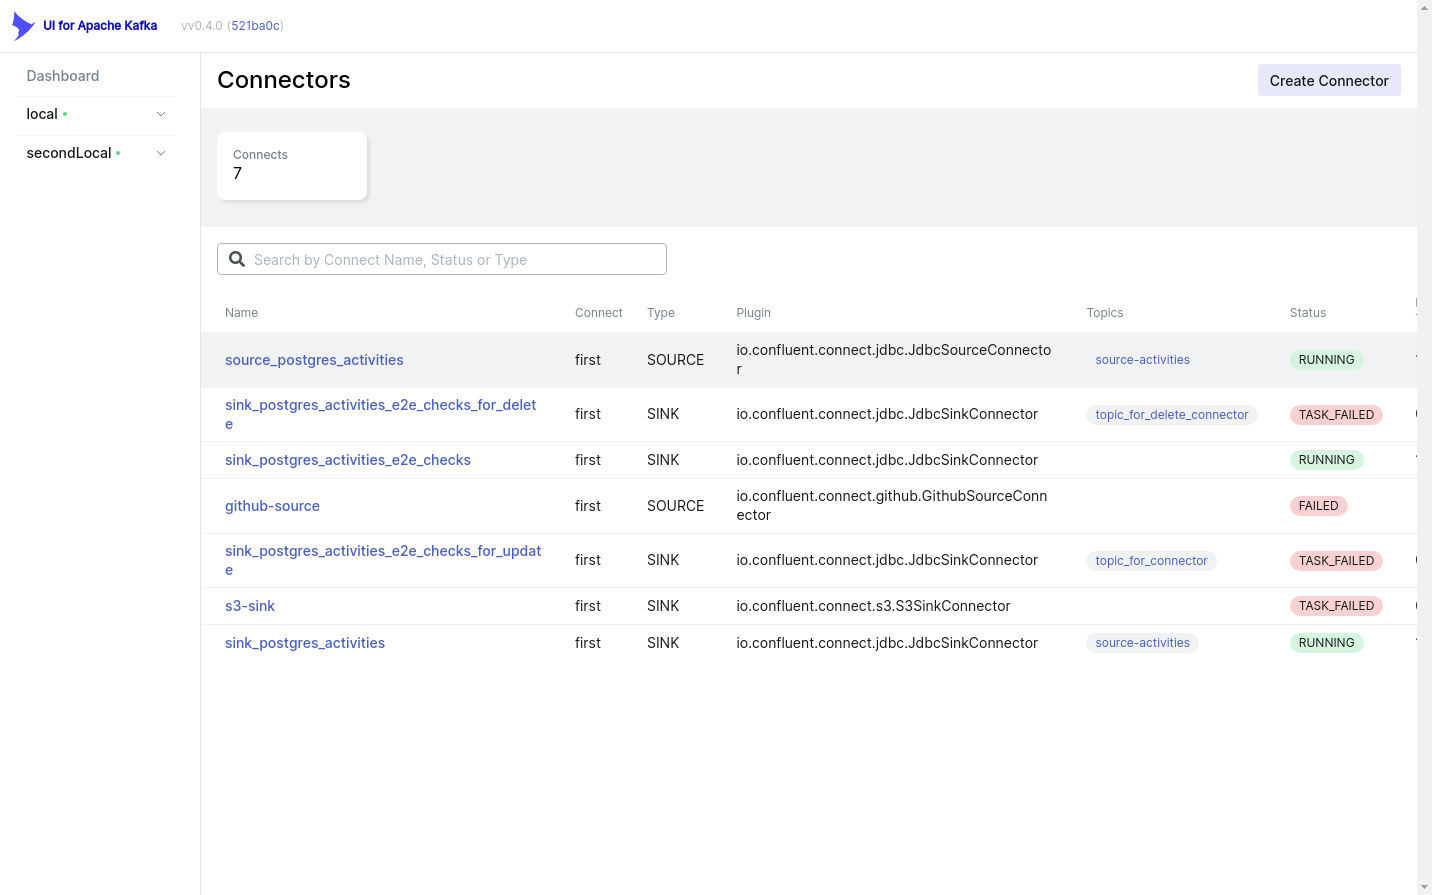 UI for Apache Kafka
vv0.4.0 (521ba0c)
Dashboard
local
secondLocal
Connectors
Create Connector
Connects
7
Search by Connect Name, Status or Type
Name Connect Type Plugin Topics Status
source_postgres_activities first SOURCE io.confluent.connect.jdbc.JdbcSourceConnecto
r source-activities RUNNING
sink_postgres_activities_e2e_checks_for_delet
e first SINK io.confluent.connect.jdbc.JdbcSinkConnector topic_for_delete_connector TASK_FAILED
sink_postgres_activities_e2e_checks first SINK io.confluent.connect.jdbc.JdbcSinkConnector RUNNING
github-source first SOURCE io.confluent.connect.github.GithubSourceConn
ector FAILED
sink_postgres_activities_e2e_checks_for_updat
e first SINK io.confluent.connect.jdbc.JdbcSinkConnector topic_for_connector TASK_FAILED
s3-sink first SINK io.confluent.connect.s3.S3SinkConnector TASK_FAILED
sink_postgres_activities first SINK io.confluent.connect.jdbc.JdbcSinkConnector source-activities RUNNING